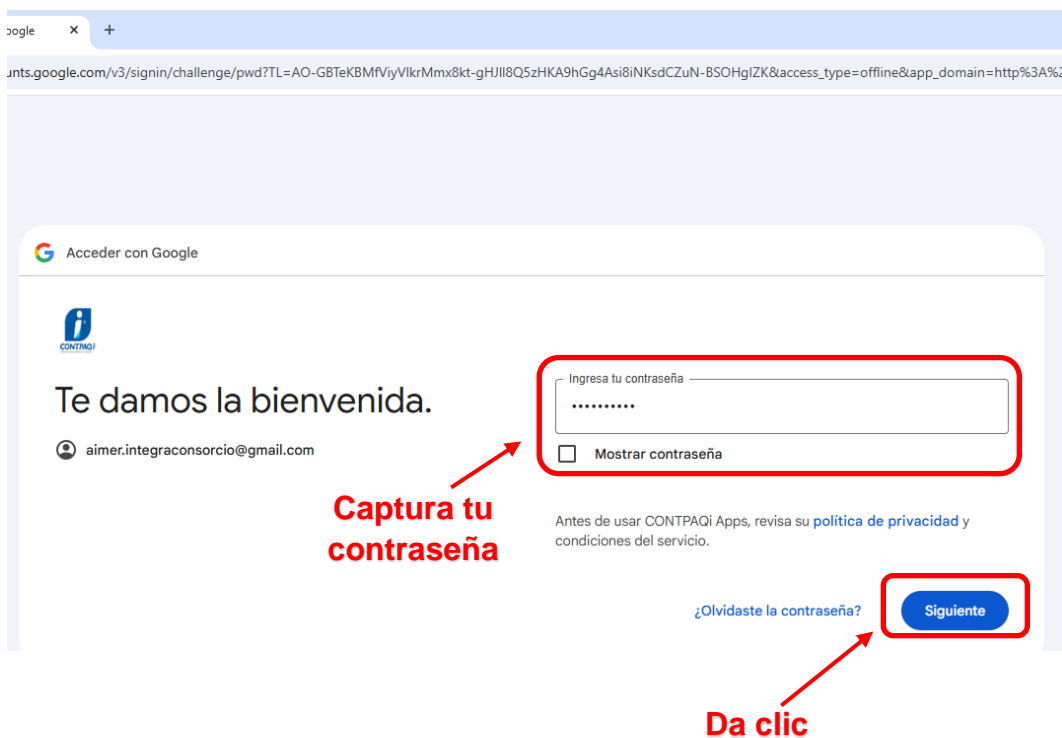 oogle
unts.google.com/v3/signin/challenge/pwd?TL=AO-GBTeKBMfViyVlkrMmx8kt-gHJIl8Q5zHKA9hGg4Asi8iNKsdCZuN-BSOHgIZK&access_type=offline&app_domain=http%3A%2
Acceder con Google
CONTPAQi
Te damos la bienvenida.
aimer.integraconsorcio@gmail.com
Ingresa tu contraseña
Mostrar contraseña
Captura tu
contraseña
Antes de usar CONTPAQi Apps, revisa su política de privacidad y
condiciones del servicio.
¿Olvidaste la contraseña?
Siguiente
Da clic